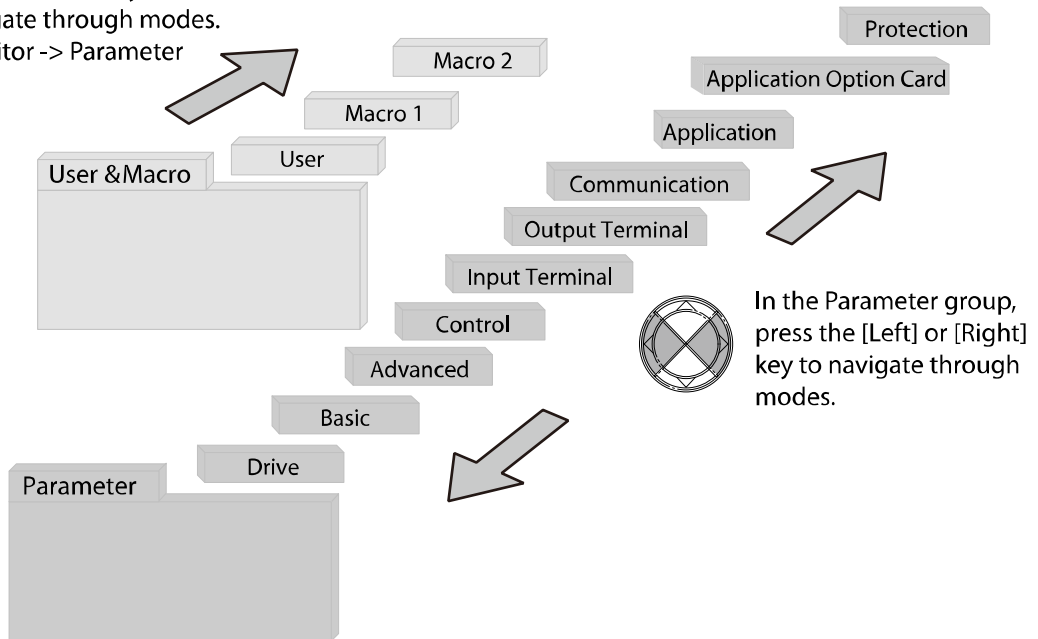 gate through modes.
itor -> Parameter
Macro 2
Macro 1
User
User &Macro
Protection
Application Option Card
Application
Communication
Output Terminal
Input Terminal
Control
Advanced
Basic
Drive
Parameter
In the Parameter group,
press the [Left] or [Right]
key to navigate through
modes.